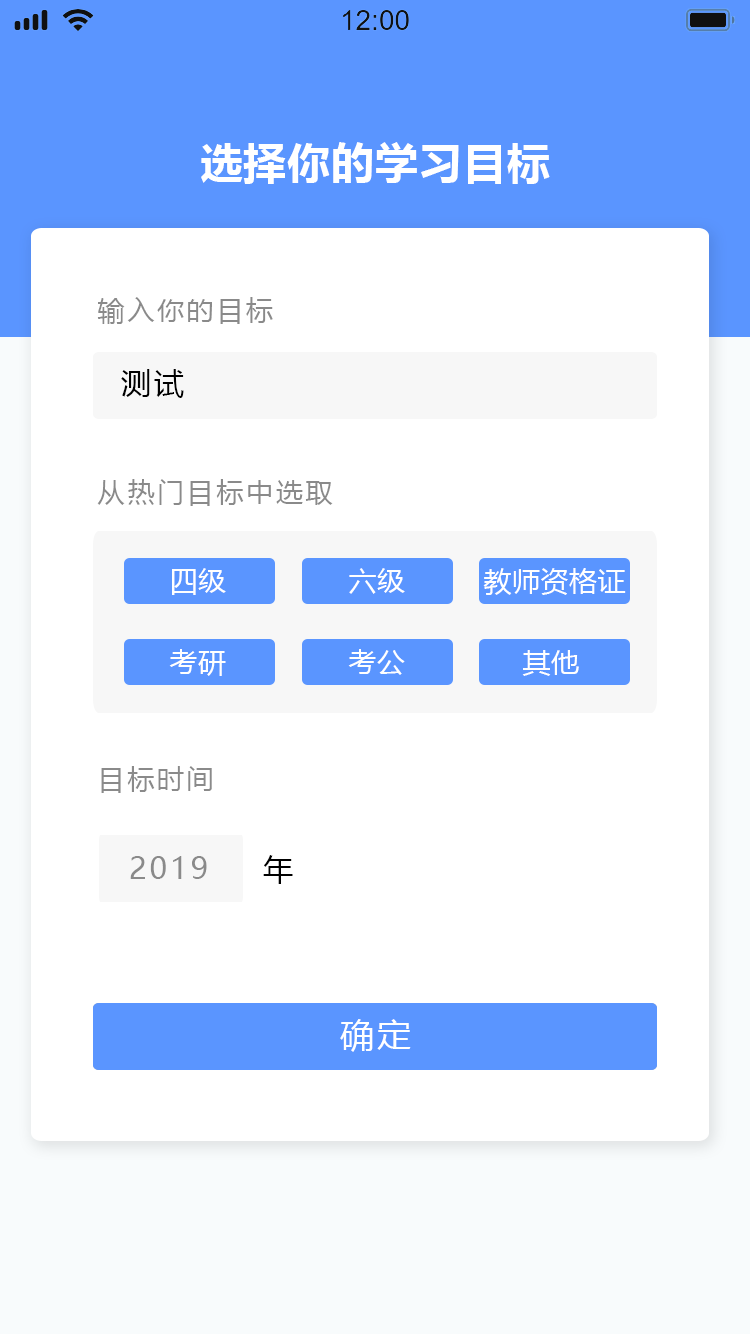 12:00
选择你的学习目标
输入你的目标
测试
从热门目标中选取
四级 六级 教师资格证
考研 考公 其他
目标时间
2019 年
确定